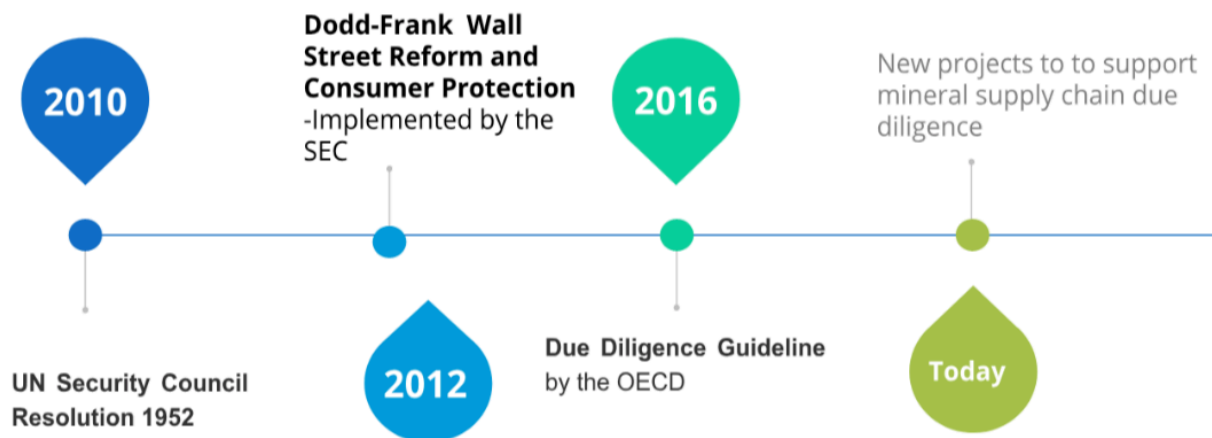 2010
UN Security Council
Resolution 1952
Dodd-Frank Wall
Street Reform and
Consumer Protection
-Implemented by the
SEC
2012
2016
Due Diligence Guideline
by the OECD
New projects to to support
mineral supply chain due
diligence
Today